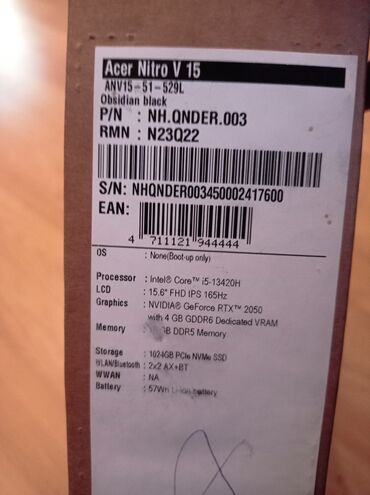 Acer Nitro V 15
ANV15-51-529L
Obsidian black
P/N : NH.QNDER.003
RMN : N23Q22
S/N: NHQNDER003450002417600
EAN:
4 711121 944444
OS : None(Boot-up only)
Processor : Intel® Core™ i5-13420H
LCD : 15.6" FHD IPS 165Hz
Graphics : NVIDIA® GeForce RTX™ 2050
with 4 GB GDDR6 Dedicated VRAM
Memory : GB DDR5 Memory
Storage : 1024GB PCIe NVMe SSD
WLAN/Bluetooth : 2x2 AX+BT
WWAN : NA
Battery : 57Wh Li-ion battery